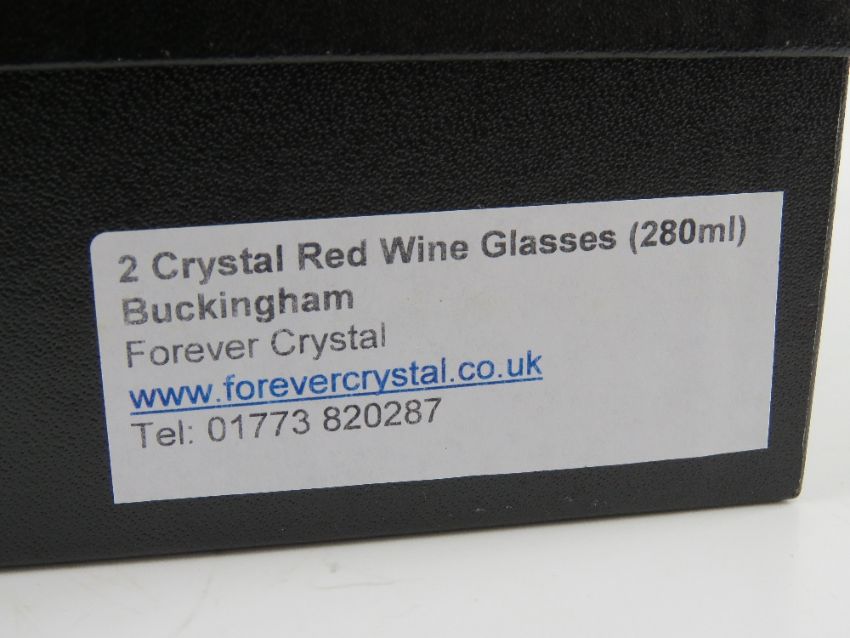 2 Crystal Red Wine Glasses (280ml)
Buckingham
Forever Crystal
www.forevercrystal.co.uk
Tel: 01773 820287